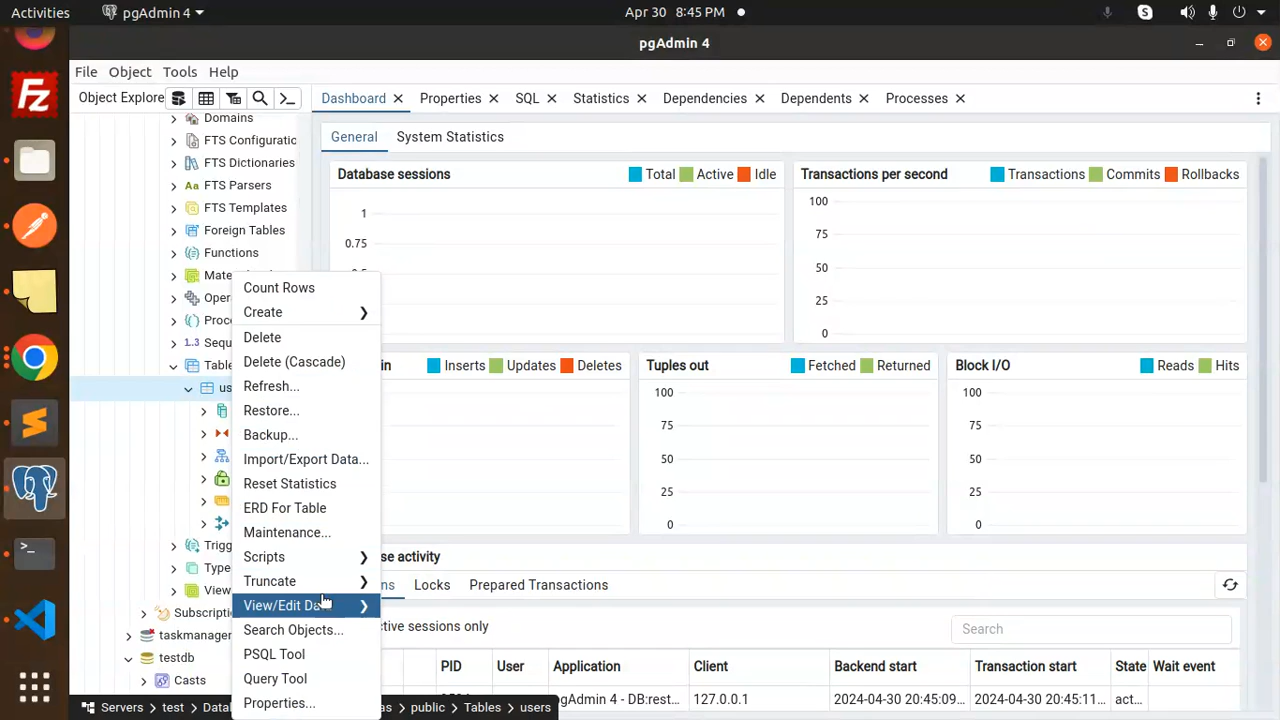 Activities pgAdmin 4 Apr 30 8:45 PM
pgAdmin 4
File Object Tools Help
Object Explore
Dashboard Properties SQL Statistics Dependencies Dependents Processes
General System Statistics
Domains
FTS Configuratio
FTS Dictionaries
FTS Parsers
FTS Templates
Foreign Tables
Functions
Mate
Oper
Proc
1.3 Sequ
Table
us
Trigg
Type
View
Subscripti
taskmanager
testdb
Casts
Count Rows
Create
Delete
Delete (Cascade)
Refresh...
Restore...
Backup...
Import/Export Data...
Reset Statistics
ERD For Table
Maintenance...
Scripts
Truncate
View/Edit Da
Search Objects...
PSQL Tool
Query Tool
Properties...
Database sessions Total Active Idle
1
0.75
Transactions per second Transactions Commits Rollbacks
100
75
50
25
0
in Inserts Updates Deletes
Tuples out Fetched Returned
100
75
50
25
0
Block I/O Reads Hits
100
75
50
25
0
se activity
ns Locks Prepared Transactions
ctive sessions only Search
PID User Application Client Backend start Transaction start State Wait event
pgAdmin 4 - DB:rest... 127.0.0.1 2024-04-30 20:45:09... 2024-04-30 20:45:11... act...
Servers test Datab as public Tables users